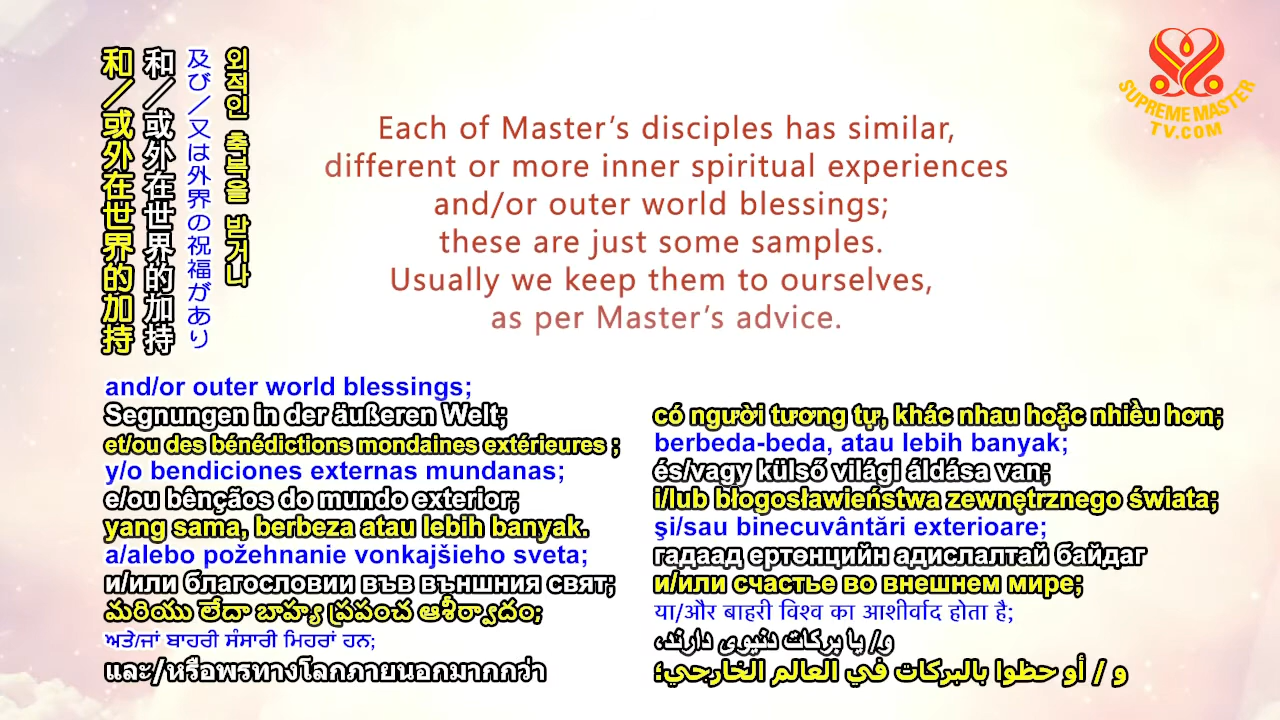 和／或外在世界的加持
和／或外在世界的加持
及び／又は外界の祝福があり
외적인 축복을 받거나
SUPREME MASTER
TV.COM
Each of Master’s disciples has similar,
different or more inner spiritual experiences
and/or outer world blessings;
these are just some samples.
Usually we keep them to ourselves,
as per Master’s advice.
and/or outer world blessings;
Segnungen in der äußeren Welt;
et/ou des bénédictions mondaines extérieures ;
y/o bendiciones externas mundanas;
e/ou bênçãos do mundo exterior;
yang sama, berbeza atau lebih banyak.
a/alebo požehnanie vonkajšieho sveta;
и/или благословии във външния свят;
మరియు లేదా బాహ్య ప్రపంచ ఆశీర్వాదం;
ਅਤੇ/ਜਾਂ ਬਾਹਰੀ ਸੰਸਾਰੀ ਮਿਹਰਾਂ ਹਨ;
และ/หรือพรทางโลกภายนอกมากกว่า
có người tương tự, khác nhau hoặc nhiều hơn;
berbeda-beda, atau lebih banyak;
és/vagy külső világi áldása van;
i/lub błogosławieństwa zewnętrznego świata;
şi/sau binecuvântări exterioare;
гадаад ертөнцийн адислалтай байдаг
и/или счастье во внешнем мире;
या/और बाहरी विश्व का आशीर्वाद होता है;
و/ یا برکات دنیوی دارند،
و / أو حظوا بالبركات في العالم الخارجي؛